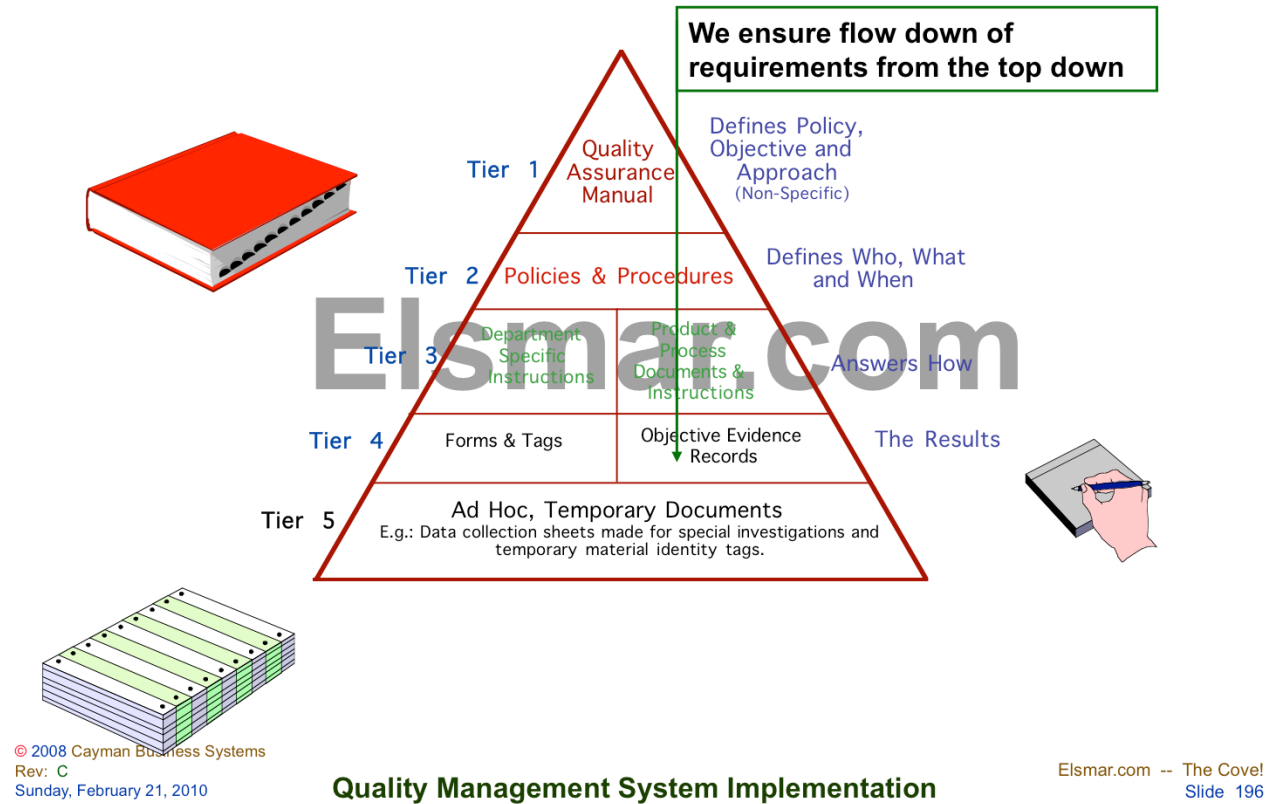 We ensure flow down of
requirements from the top down
Tier 1
Quality
Assurance
Manual
Defines Policy,
Objective and
Approach
(Non-Specific)
Tier 2
Policies & Procedures
Defines Who, What
and When
Elsmar.com
Tier 3
Department
Specific
Instructions
Product &
Process
Documents &
Instructions
Answers How
Tier 4
Forms & Tags
Objective Evidence
Records
The Results
Tier 5
Ad Hoc, Temporary Documents
E.g.: Data collection sheets made for special investigations and
temporary material identity tags.
© 2008 Cayman Business Systems
Rev: C
Sunday, February 21, 2010
Quality Management System Implementation
Elsmar.com -- The Cove!
Slide 196